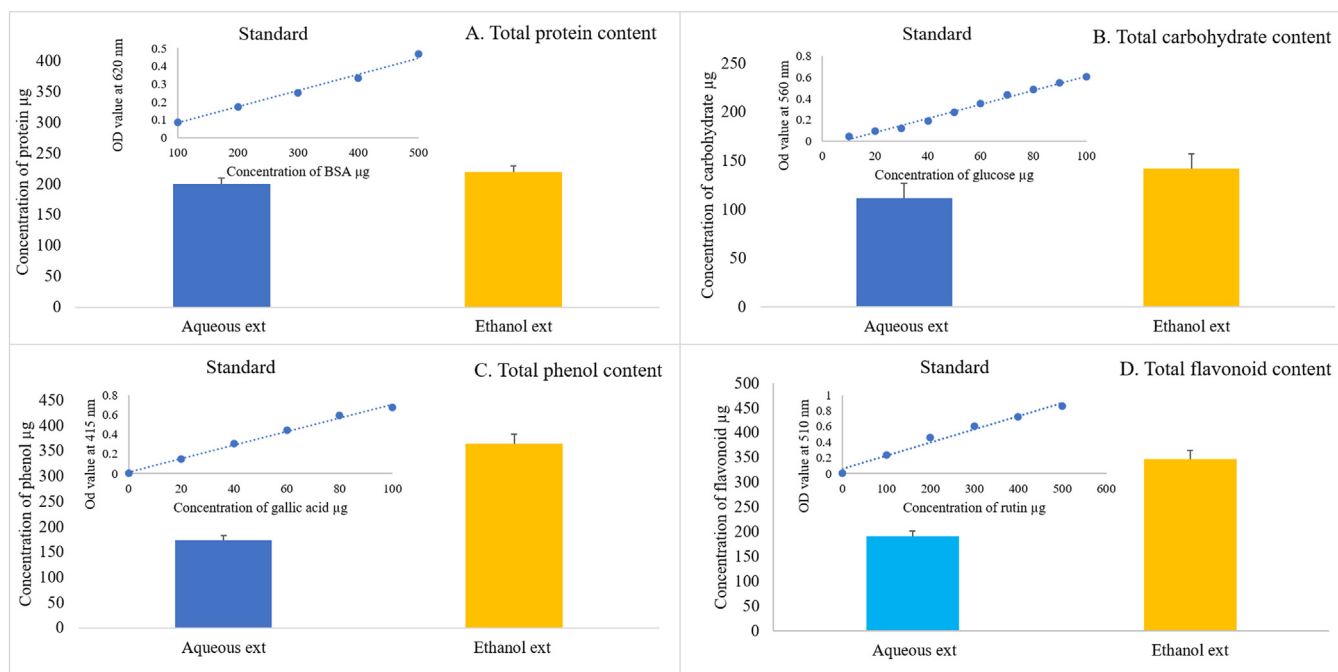 Standard
A. Total protein content
Concentration of protein µg
400
350
300
250
200
150
100
50
0
OD value at 620 nm
0.5
0.4
0.3
0.2
0.1
0
100 200 300 400 500
Concentration of BSA µg
Aqueous ext Ethanol ext
Standard
B. Total carbohydrate content
Concentration of carbohydrate µg
250
200
150
100
50
0
Od value at 560 nm
0.8
0.6
0.4
0.2
0
0 20 40 60 80 100
Concentration of glucose µg
Aqueous ext Ethanol ext
Standard
C. Total phenol content
Concentration of phenol µg
450
400
350
300
250
200
150
100
50
0
Od value at 415 nm
0.8
0.6
0.4
0.2
0
0 20 40 60 80 100
Concentration of gallic acid µg
Aqueous ext Ethanol ext
Standard
D. Total flavonoid content
Concentration of flavonoid µg
500
450
400
350
300
250
200
150
100
50
0
OD value at 510 nm
1
0.8
0.6
0.4
0.2
0
0 100 200 300 400 500 600
Concentration of rutin µg
Aqueous ext Ethanol ext